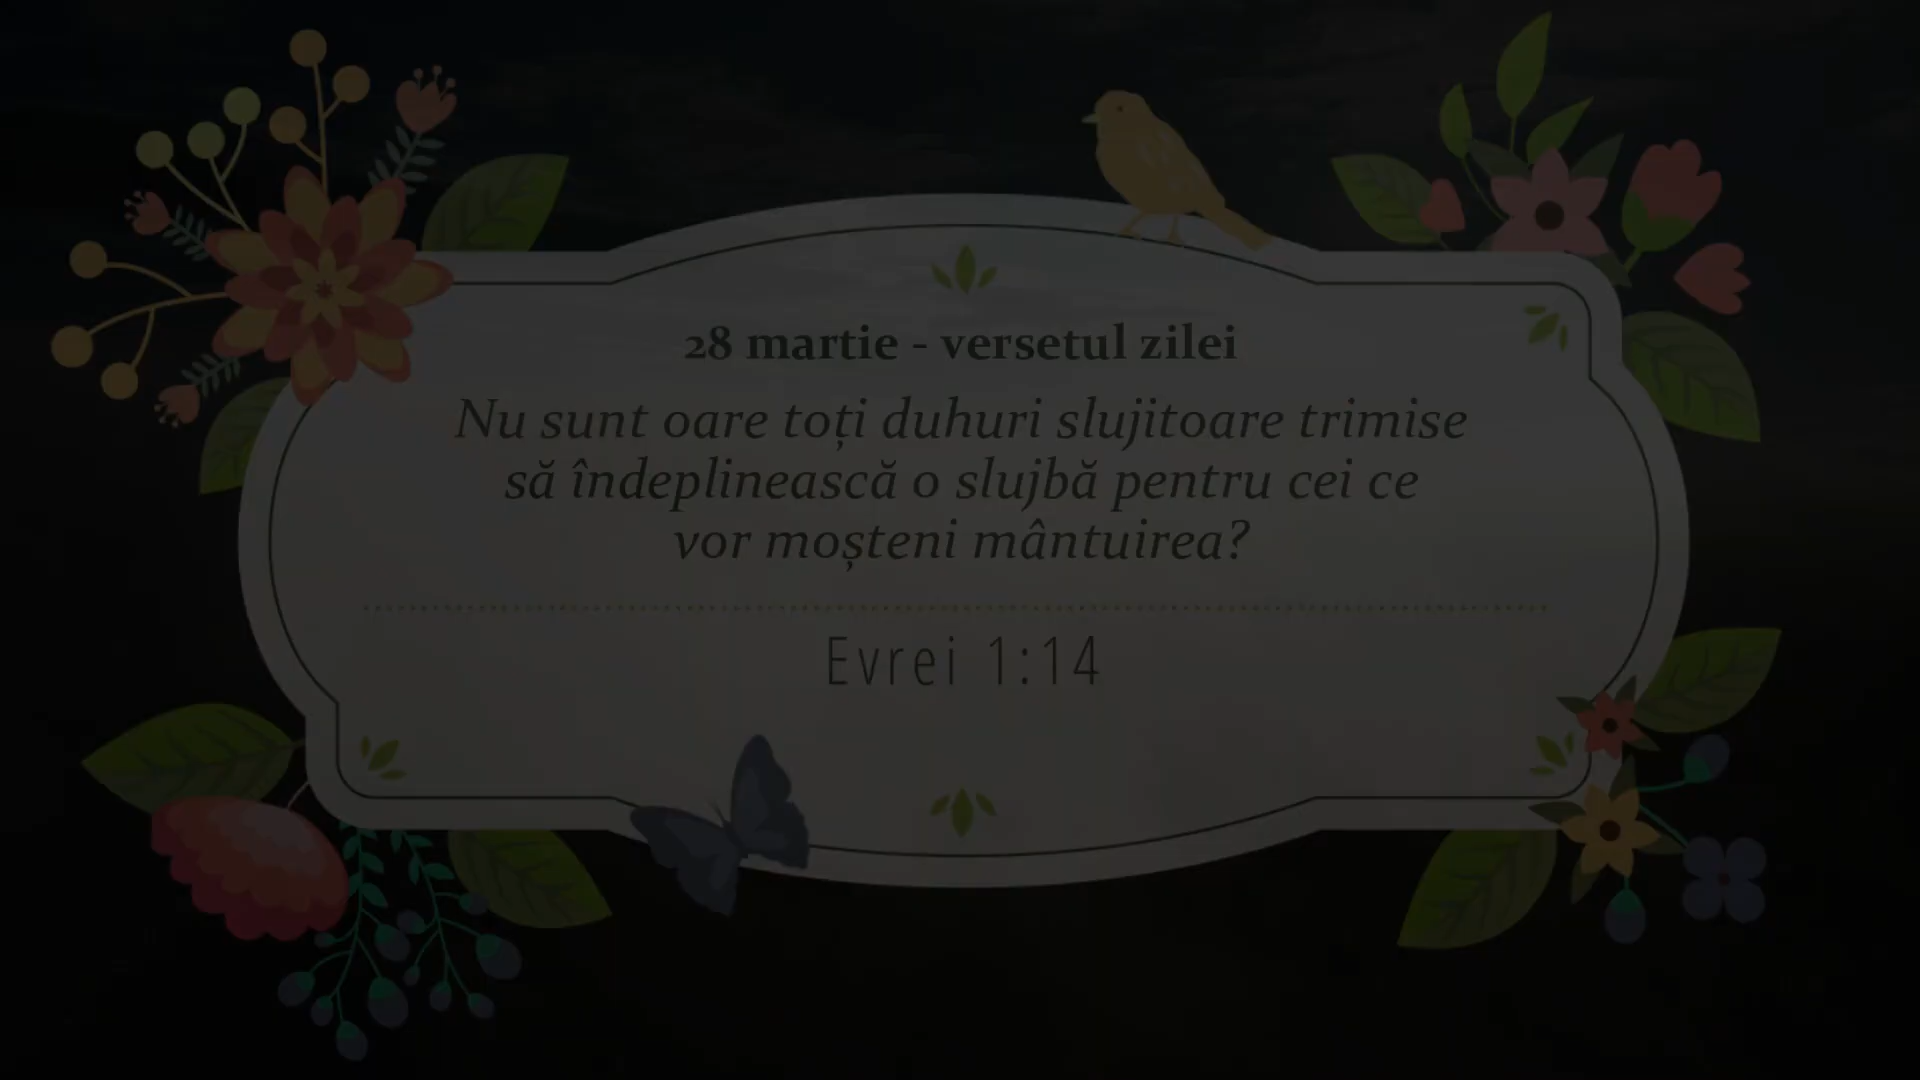 28 martie - versetul zilei
Nu sunt oare toți duhuri slujitoare trimise
să îndeplinească o slujbă pentru cei ce
vor moșteni mântuirea?
Evrei 1:14